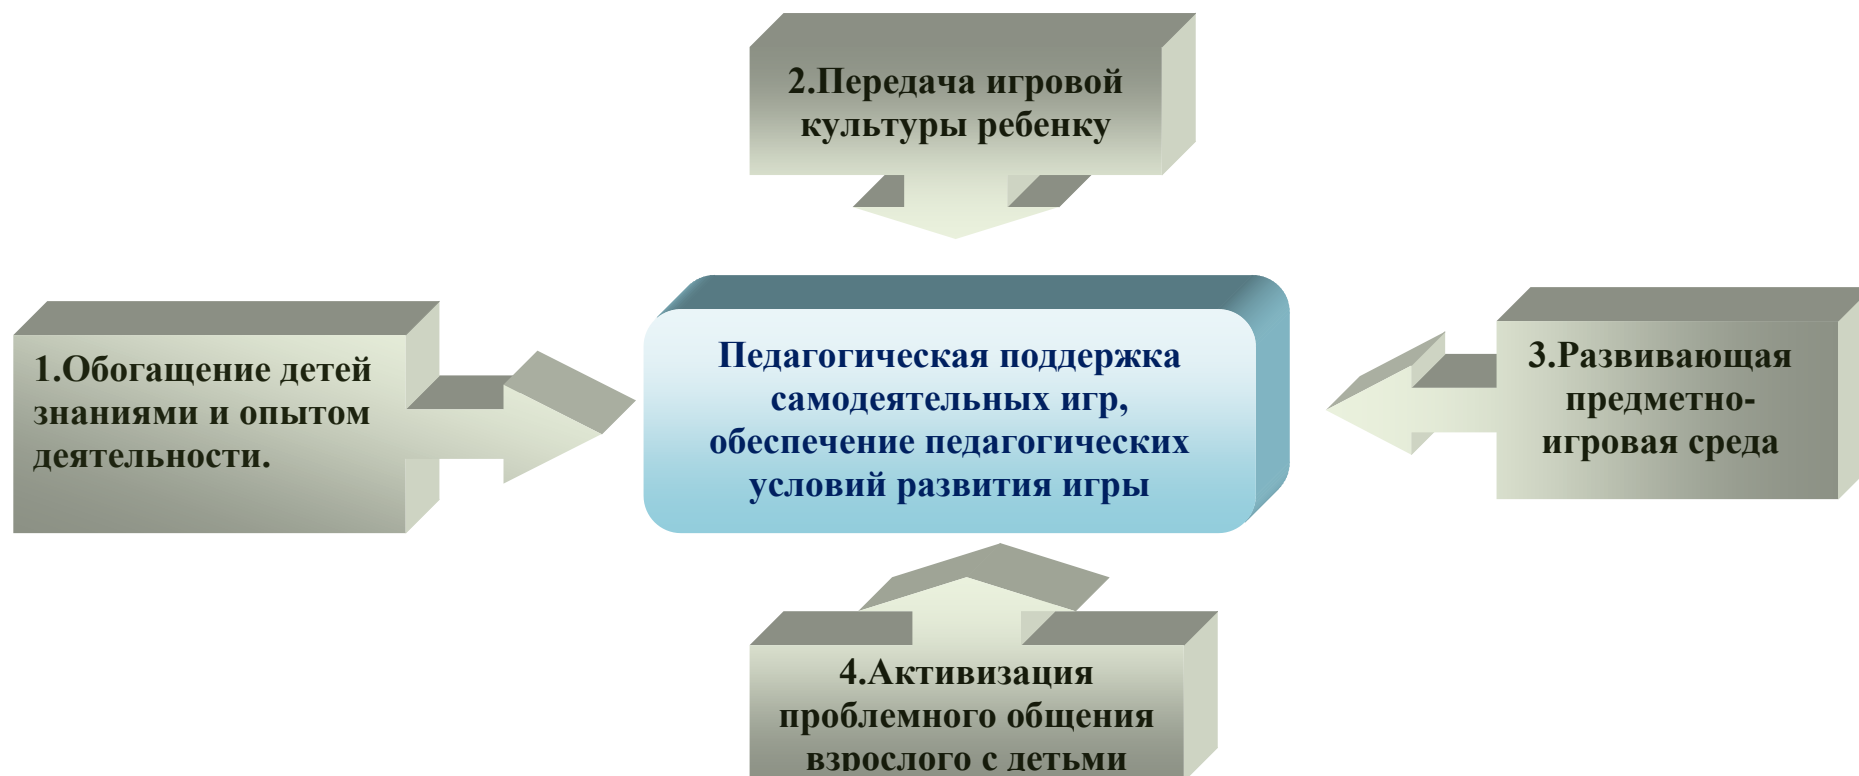 2.Передача игровой
культуры ребенку
1.Обогащение детей
знаниями и опытом
деятельности.
Педагогическая поддержка
самодеятельных игр,
обеспечение педагогических
условий развития игры
3.Развивающая
предметно-
игровая среда
4.Активизация
проблемного общения
взрослого с детьми